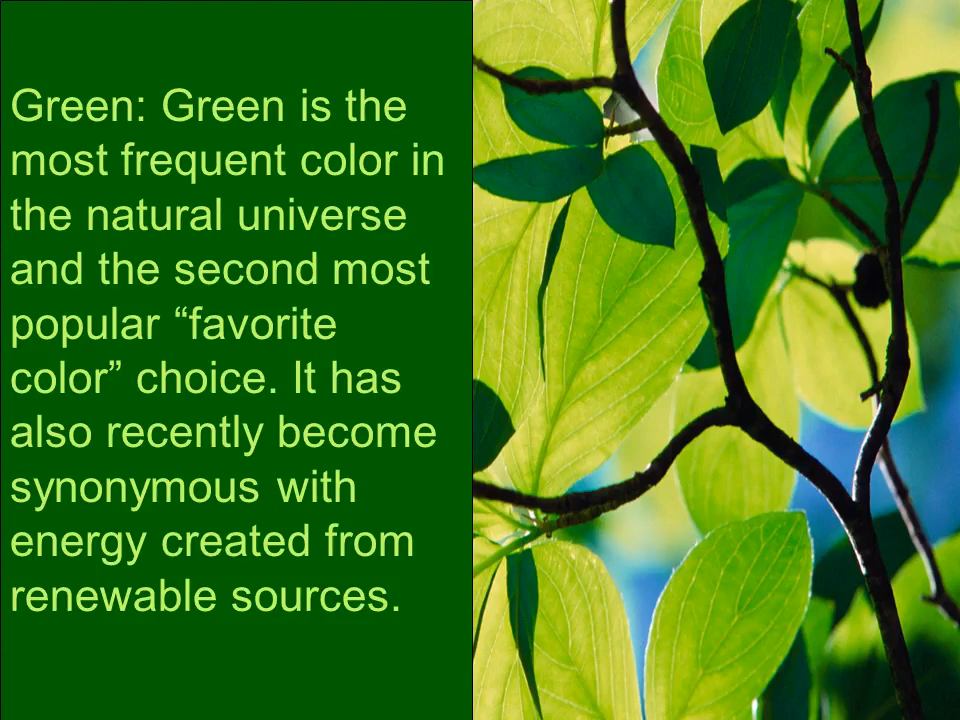 Green: Green is the
most frequent color in
the natural universe
and the second most
popular “favorite
color” choice. It has
also recently become
synonymous with
energy created from
renewable sources.